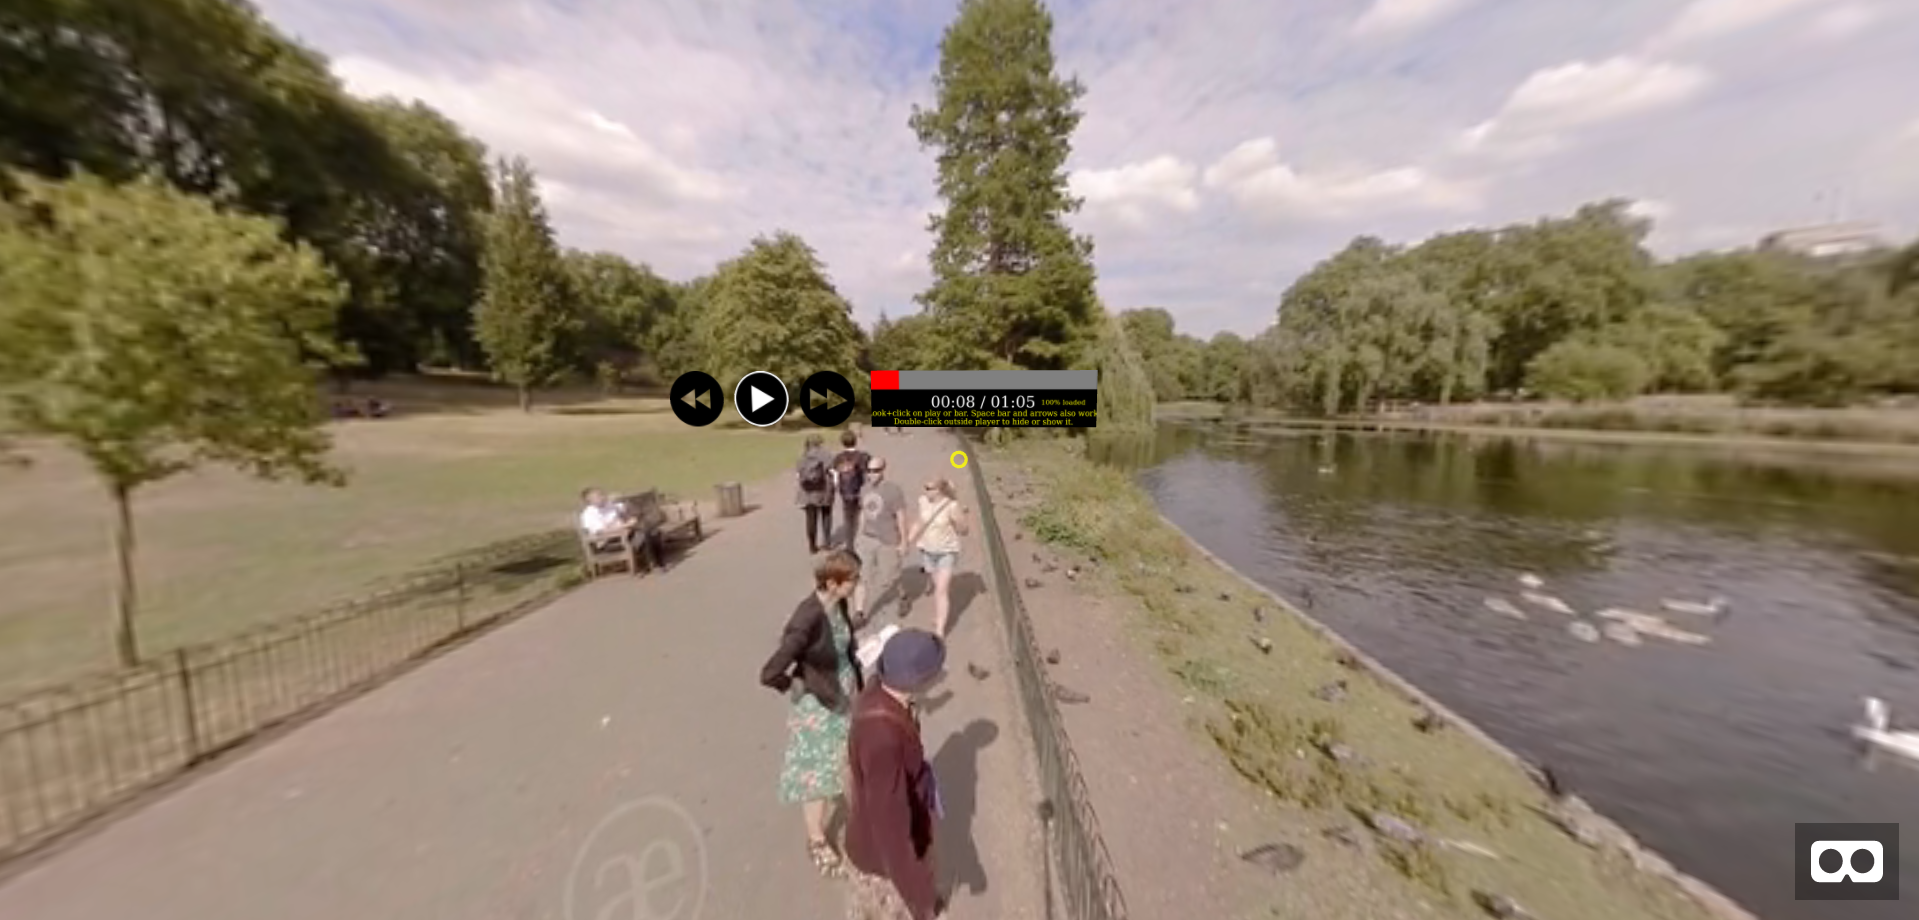 00:08 / 01:05 100% loaded
ook+click on play or bar. Space bar and arrows also work
Double-click outside player to hide or show it.
æ